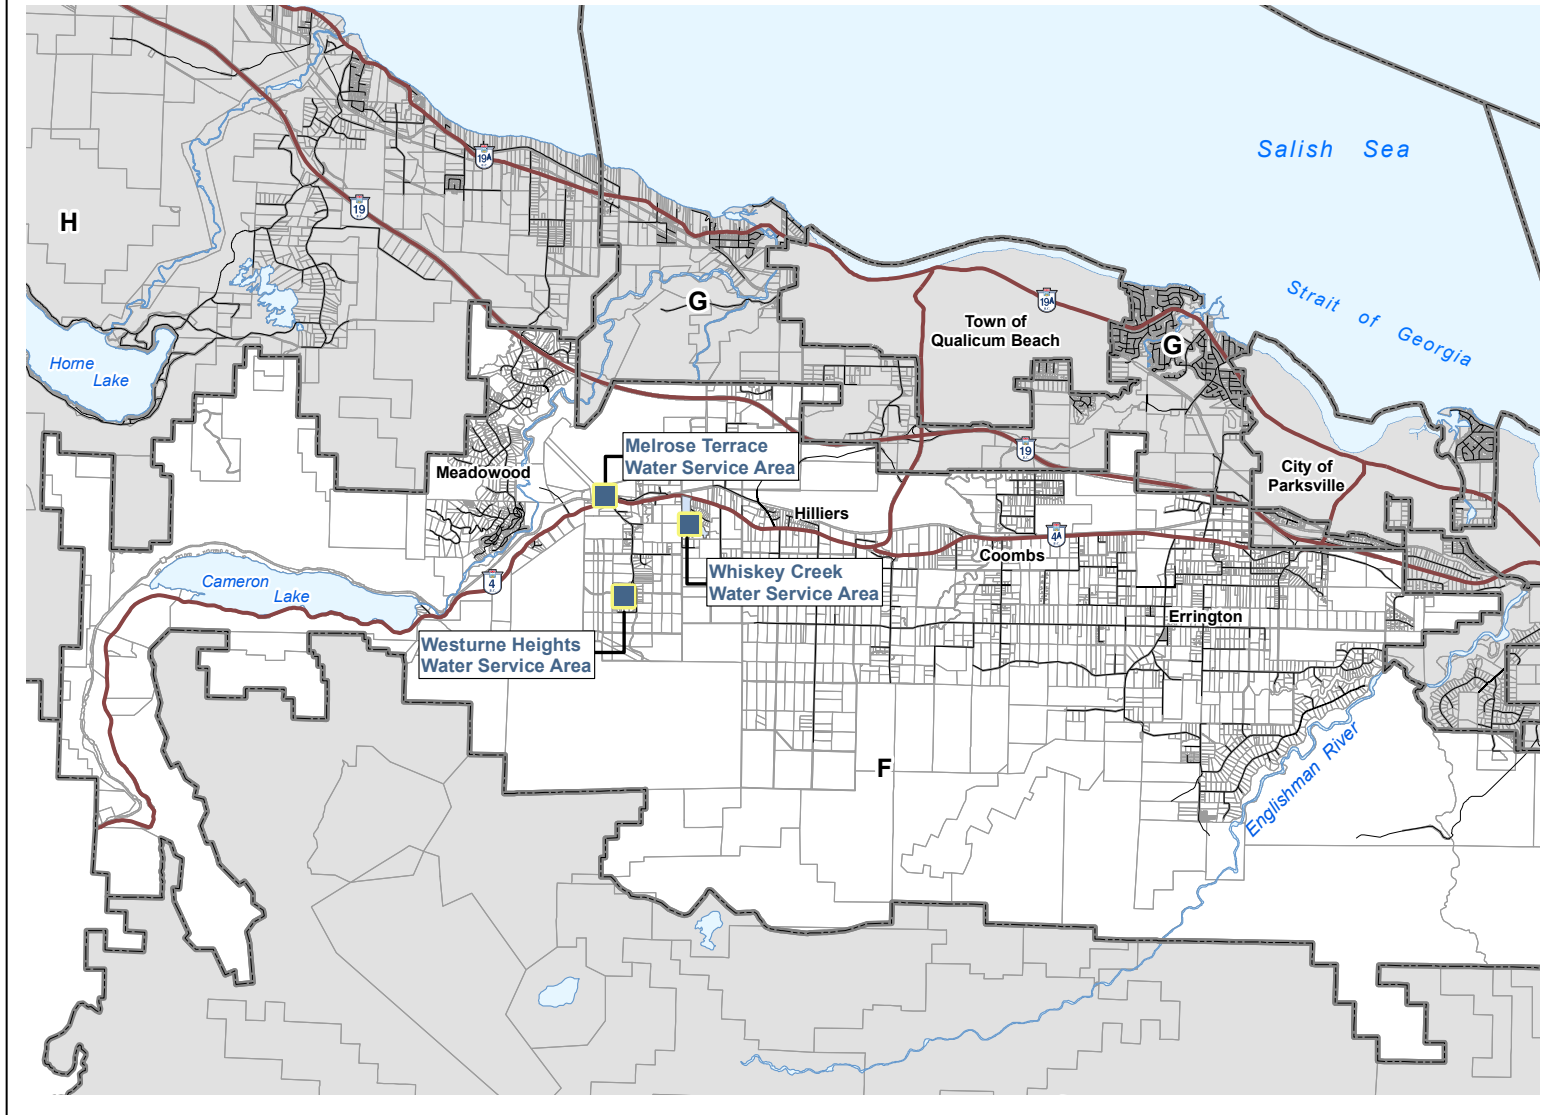 Salish Sea
19A
H
19
Strait of Georgia
G
19A
Town of
Qualicum Beach
G
Horne
Lake
Melrose Terrace
Water Service Area
19
Meadowood
City of
Parksville
Hilliers
4A
Coombs
Whiskey Creek
Water Service Area
Cameron
Lake
4
Errington
Westurne Heights
Water Service Area
F
Englishman River